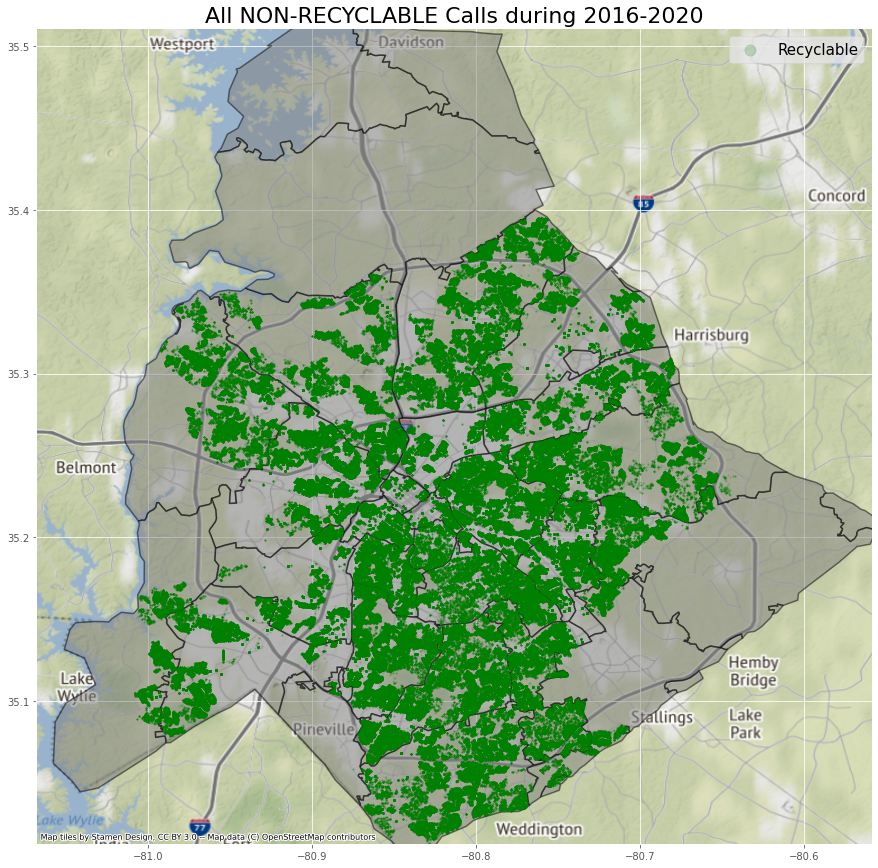 All NON-RECYCLABLE Calls during 2016-2020
Recyclable
35.5
35.4
35.3
35.2
35.1
Westport
Davidson
85
Concord
Harrisburg
Belmont
Lake
Wylie
Hemby
Bridge
Stallings
Lake
Park
Pineville
Weddington
Lake Wylie
77
Map tiles by Stamen Design, CC BY 3.0 -- Map data (C) OpenStreetMap contributors
−81.0
−80.9
−80.8
−80.7
−80.6